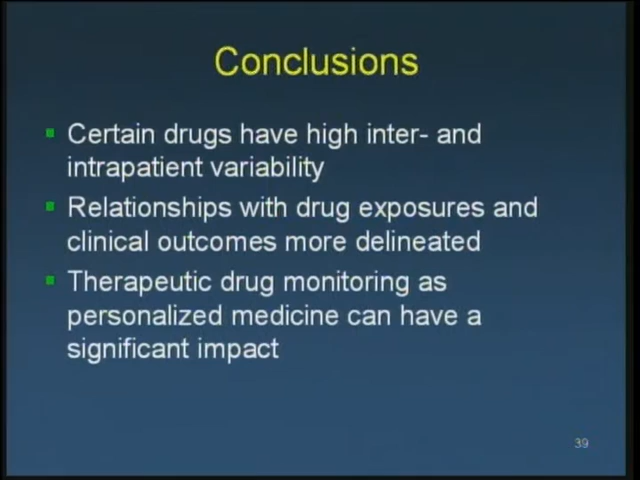 Conclusions
Certain drugs have high inter- and
intrapatient variability
Relationships with drug exposures and
clinical outcomes more delineated
Therapeutic drug monitoring as
personalized medicine can have a
significant impact
39